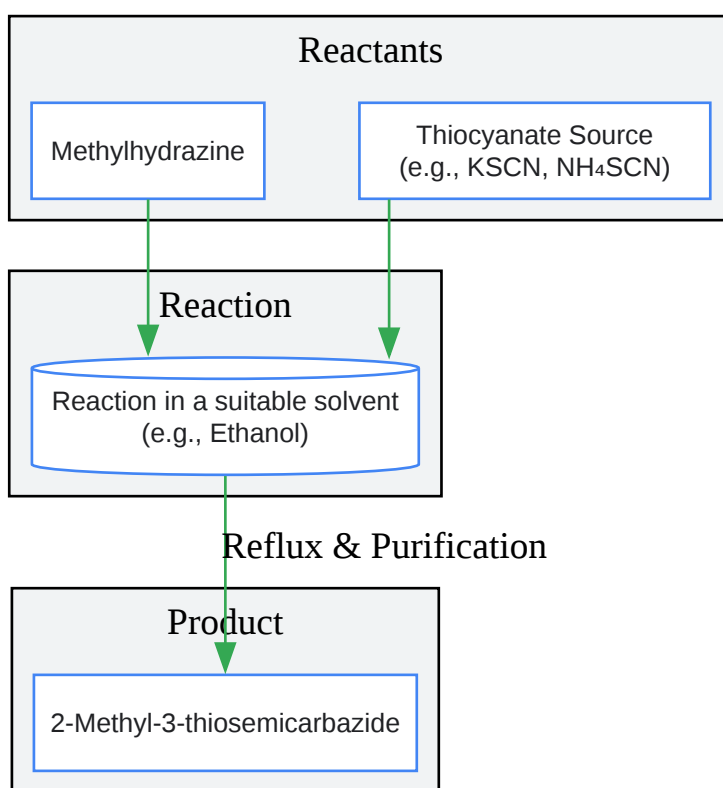 Reactants
Methylhydrazine
Thiocyanate Source
(e.g., KSCN, NH₄SCN)
Reaction
Reaction in a suitable solvent
(e.g., Ethanol)
Reflux & Purification
Product
2-Methyl-3-thiosemicarbazide